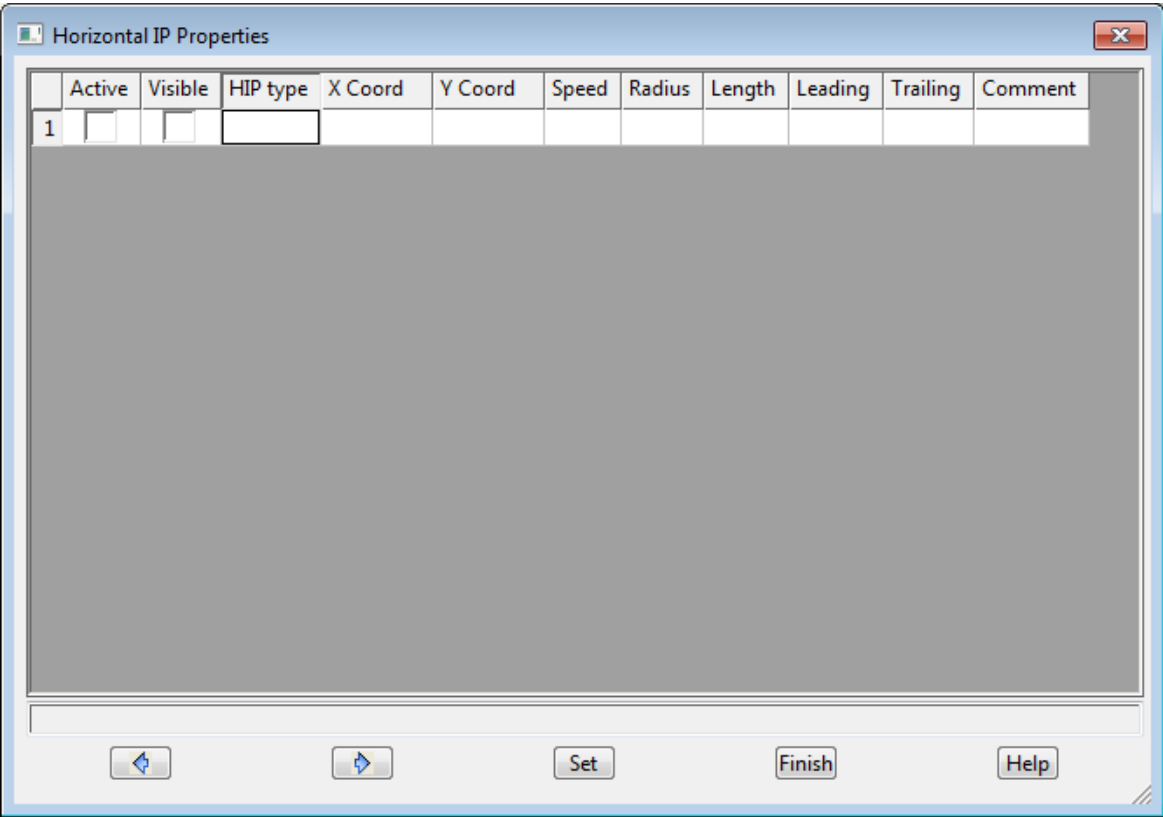 Horizontal IP Properties
Active Visible HIP type X Coord Y Coord Speed Radius Length Leading Trailing Comment
1
Set Finish Help